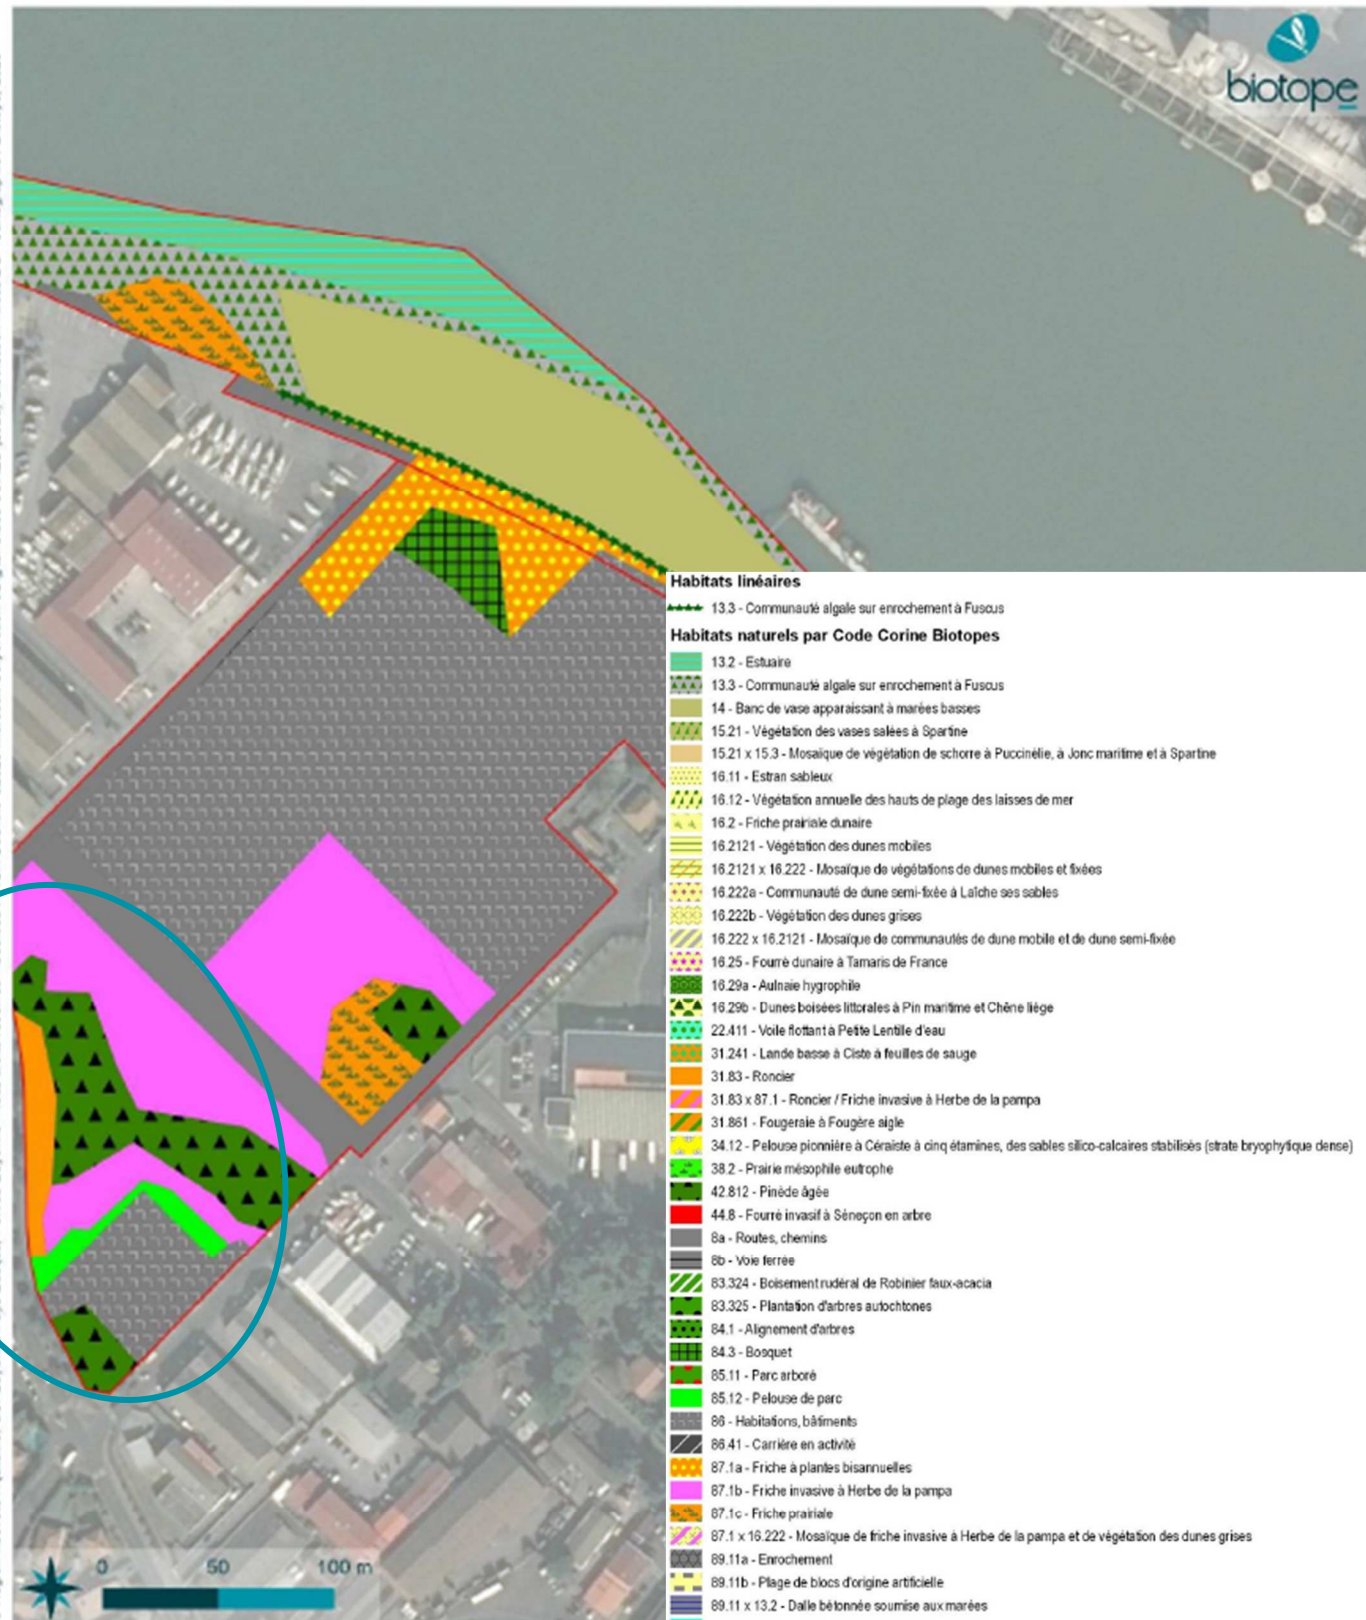 biotope
Habitats linéaires
13.3 - Communauté algale sur enrochement à Fuscus
Habitats naturels par Code Corine Biotopes
13.2 - Estuaire
13.3 - Communauté algale sur enrochement à Fuscus
14 - Banc de vase apparaissant à marées basses
15.21 - Végétation des vases salées à Spartine
15.21 x 15.3 - Mosaïque de végétation de schorre à Puccinélie, à Jonc maritime et à Spartine
16.11 - Estran sableux
16.12 - Végétation annuelle des hauts de plage des laisses de mer
16.2 - Friche prairiale dunaire
16.2121 - Végétation des dunes mobiles
16.2121 x 16.222 - Mosaïque de végétations de dunes mobiles et fixées
16.222a - Communauté de dune semi-fixée à Laîche ses sables
16.222b - Végétation des dunes grises
16.222 x 16.2121 - Mosaïque de communautés de dune mobile et de dune semi-fixée
16.25 - Fourré dunaire à Tamaris de France
16.29a - Aulnaie hygrophile
16.29b - Dunes boisées littorales à Pin maritime et Chêne liège
22.411 - Voile flottant à Petite Lentille d'eau
31.241 - Lande basse à Ciste à feuilles de sauge
31.83 - Roncier
31.83 x 87.1 - Roncier / Friche invasive à Herbe de la pampa
31.861 - Fougeraie à Fougère aigle
34.12 - Pelouse pionnière à Céraiste à cinq étamines, des sables silico-calcaires stabilisés (strate bryophytique dense)
38.2 - Prairie mésophile eutrophe
42.812 - Pinède âgée
44.8 - Fourré invasif à Sèneçon en arbre
8a - Routes, chemins
8b - Voie ferrée
83.324 - Boisement rudéral de Robinier faux-acacia
83.325 - Plantation d'arbres autochtones
84.1 - Alignement d'arbres
84.3 - Bosquet
85.11 - Parc arboré
85.12 - Pelouse de parc
86 - Habitations, bâtiments
86.41 - Carrière en activité
87.1a - Friche à plantes bisannuelles
87.1b - Friche invasive à Herbe de la pampa
87.1c - Friche prairiale
87.1 x 16.222 - Mosaïque de friche invasive à Herbe de la pampa et de végétation des dunes grises
89.11a - Enrochement
89.11b - Plage de blocs d'origine artificielle
89.11 x 13.2 - Dalle bétonnée soumise aux marées
0 50 100 m